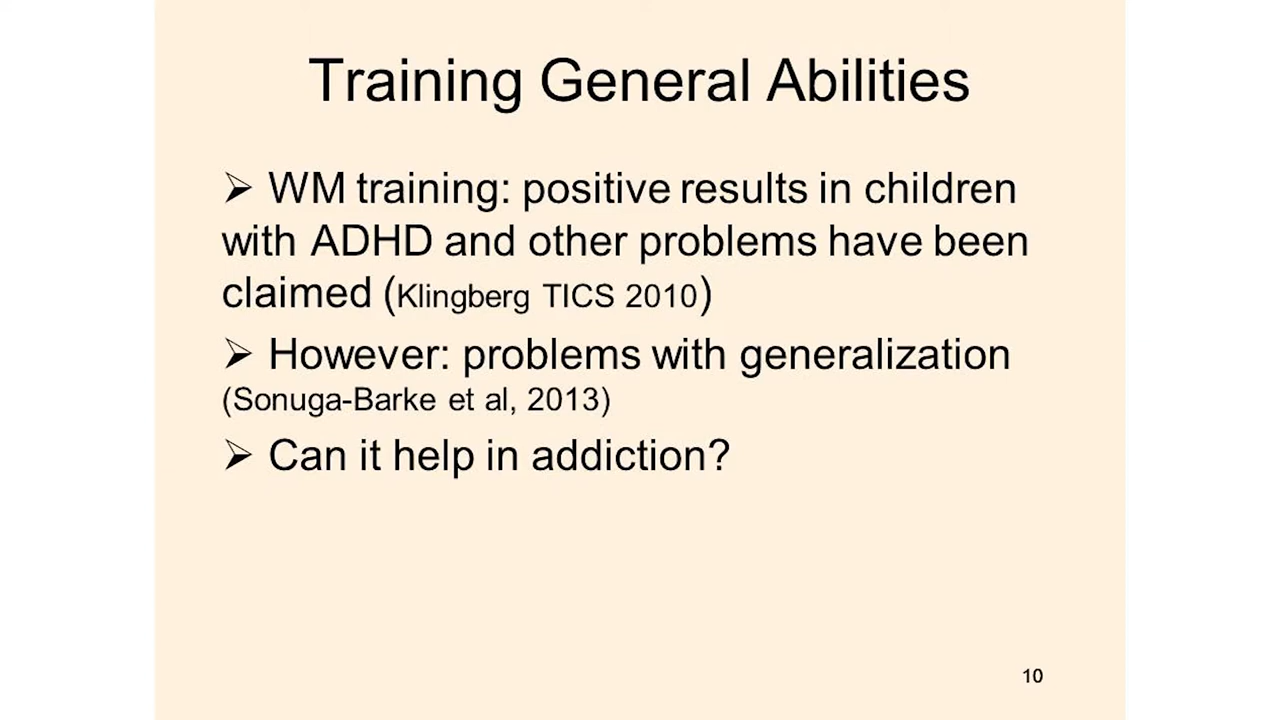 Training General Abilities
➢ WM training: positive results in children
with ADHD and other problems have been
claimed (Klingberg TICS 2010)
➢ However: problems with generalization
(Sonuga-Barke et al, 2013)
➢ Can it help in addiction?
10